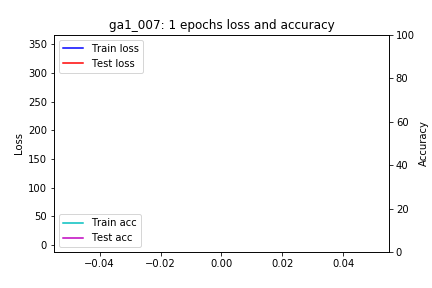 ga1_007: 1 epochs loss and accuracy
350
300
250
200
150
100
50
0
Loss
Train loss
Test loss
Train acc
Test acc
100
80
60
40
20
0
Accuracy
−0.04 −0.02 0.00 0.02 0.04